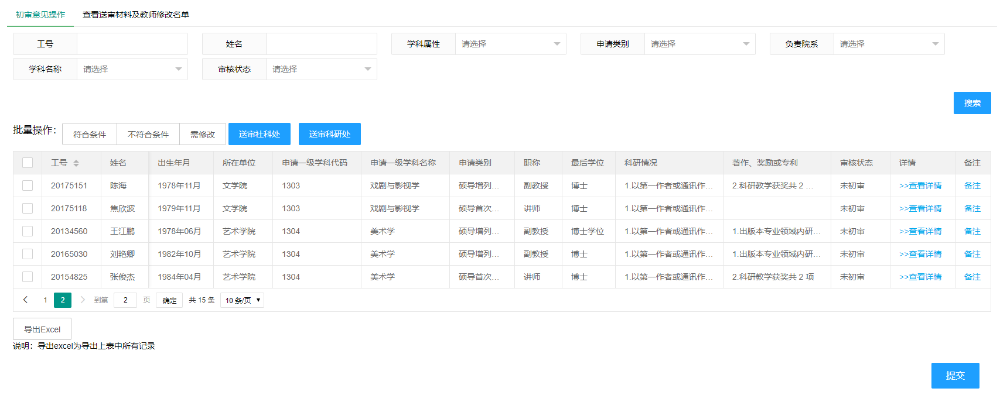 初审意见操作 查看送审材料及教师修改名单
工号 姓名 学科属性 请选择 申请类别 请选择 负责院系 请选择
学科名称 请选择 审核状态 请选择
搜索
批量操作： 符合条件 不符合条件 需修改 送审社科处 送审科研处
工号 姓名 出生年月 所在单位 申请一级学科代码 申请一级学科名称 申请类别 职称 最后学位 科研情况 著作、奖励或专利 审核状态 详情 备注
20175151 陈海 1978年11月 文学院 1303 戏剧与影视学 硕导增列... 副教授 博士 1.以第一作者或通讯作... 2.科研教学获奖共 2 ... 未初审 >>查看详情 备注
20175118 焦欣波 1979年11月 文学院 1303 戏剧与影视学 硕导首次... 讲师 博士 1.以第一作者或通讯作... 未初审 >>查看详情 备注
20134560 王江鹏 1978年06月 艺术学院 1304 美术学 硕导增列... 副教授 博士学位 1.以第一作者或通讯作... 1.出版本专业领域内研... 未初审 >>查看详情 备注
20165030 刘艳卿 1982年10月 艺术学院 1304 美术学 硕导增列... 副教授 博士 1.以第一作者或通讯作... 1.出版本专业领域内研... 未初审 >>查看详情 备注
20154825 张俊杰 1984年04月 艺术学院 1304 美术学 硕导首次... 讲师 博士 1.以第一作者或通讯作... 2.科研教学获奖共 2 项 未初审 >>查看详情 备注
1 2 到第 2 页 确定 共 15 条 10 条/页
导出Excel
说明：导出excel为导出上表中所有记录
提交